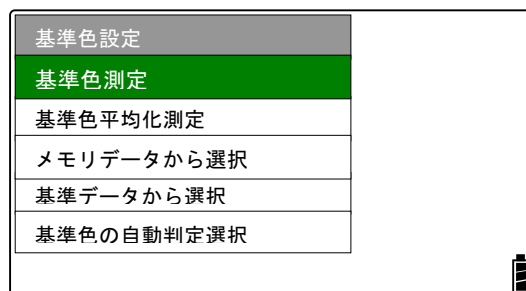 基準色設定
基準色測定
基準色平均化測定
メモリデータから選択
基準データから選択
基準色の自動判定選択